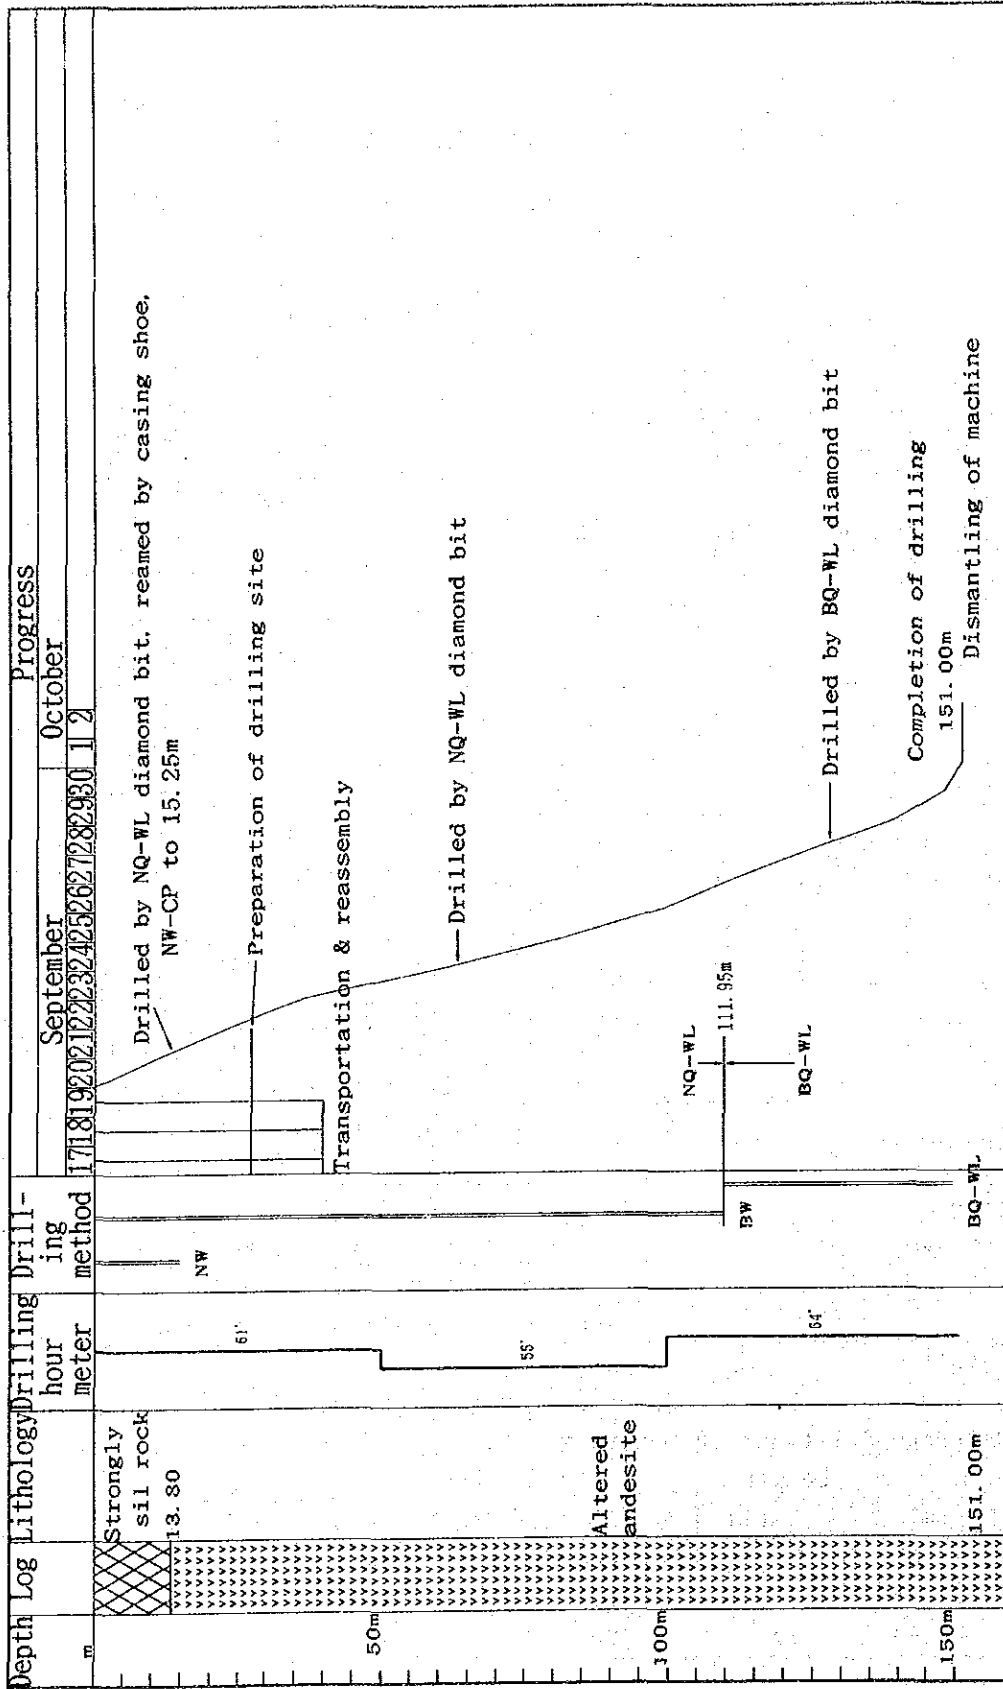 Depth
Log
Lithology
Drilling
hour
meter
Drill-
ing
method
Progress
September
October
17 18 19 20 21 22 23 24 25 26 27 28 29 30 1 2
m
50m
100m
150m
Strongly
sil rock
13.80
Altered
andesite
151.00m
61'
55'
64'
NW
BW
BQ-WL
NQ-WL
111.95m
BQ-WL
Drilled by NQ-WL diamond bit, reamed by casing shoe,
NW-CP to 15.25m
Preparation of drilling site
Transportation & reassembly
Drilled by NQ-WL diamond bit
Drilled by BQ-WL diamond bit
Completion of drilling
151.00m
Dismantling of machine